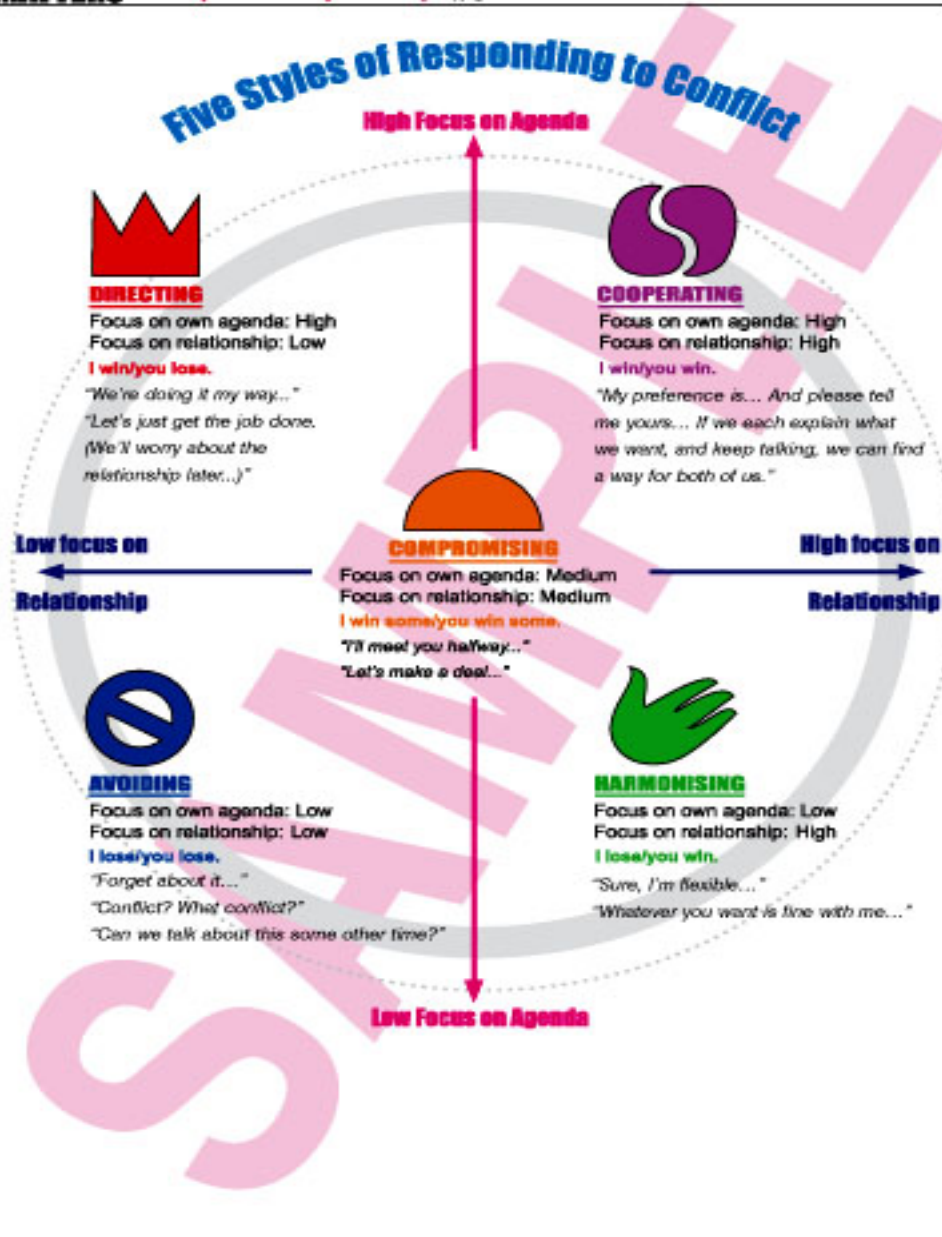 Five Styles of Responding to Conflict
High Focus on Agenda
DIRECTING
Focus on own agenda: High
Focus on relationship: Low
I win/you lose.
"We're doing it my way..."
"Let's just get the job done.
(We'll worry about the
relationship later...)"
COOPERATING
Focus on own agenda: High
Focus on relationship: High
I win/you win.
"My preference is... And please tell
me yours... If we each explain what
we want, and keep talking, we can find
a way for both of us."
Low focus on
Relationship
COMPROMISING
Focus on own agenda: Medium
Focus on relationship: Medium
I win some/you win some.
"I'll meet you halfway..."
"Let's make a deal..."
High focus on
Relationship
AVOIDING
Focus on own agenda: Low
Focus on relationship: Low
I lose/you lose.
"Forget about it..."
"Conflict? What conflict?"
"Can we talk about this some other time?"
HARMONISING
Focus on own agenda: Low
Focus on relationship: High
I lose/you win.
"Sure, I'm flexible..."
"Whatever you want is fine with me..."
Low Focus on Agenda
SAMPLE